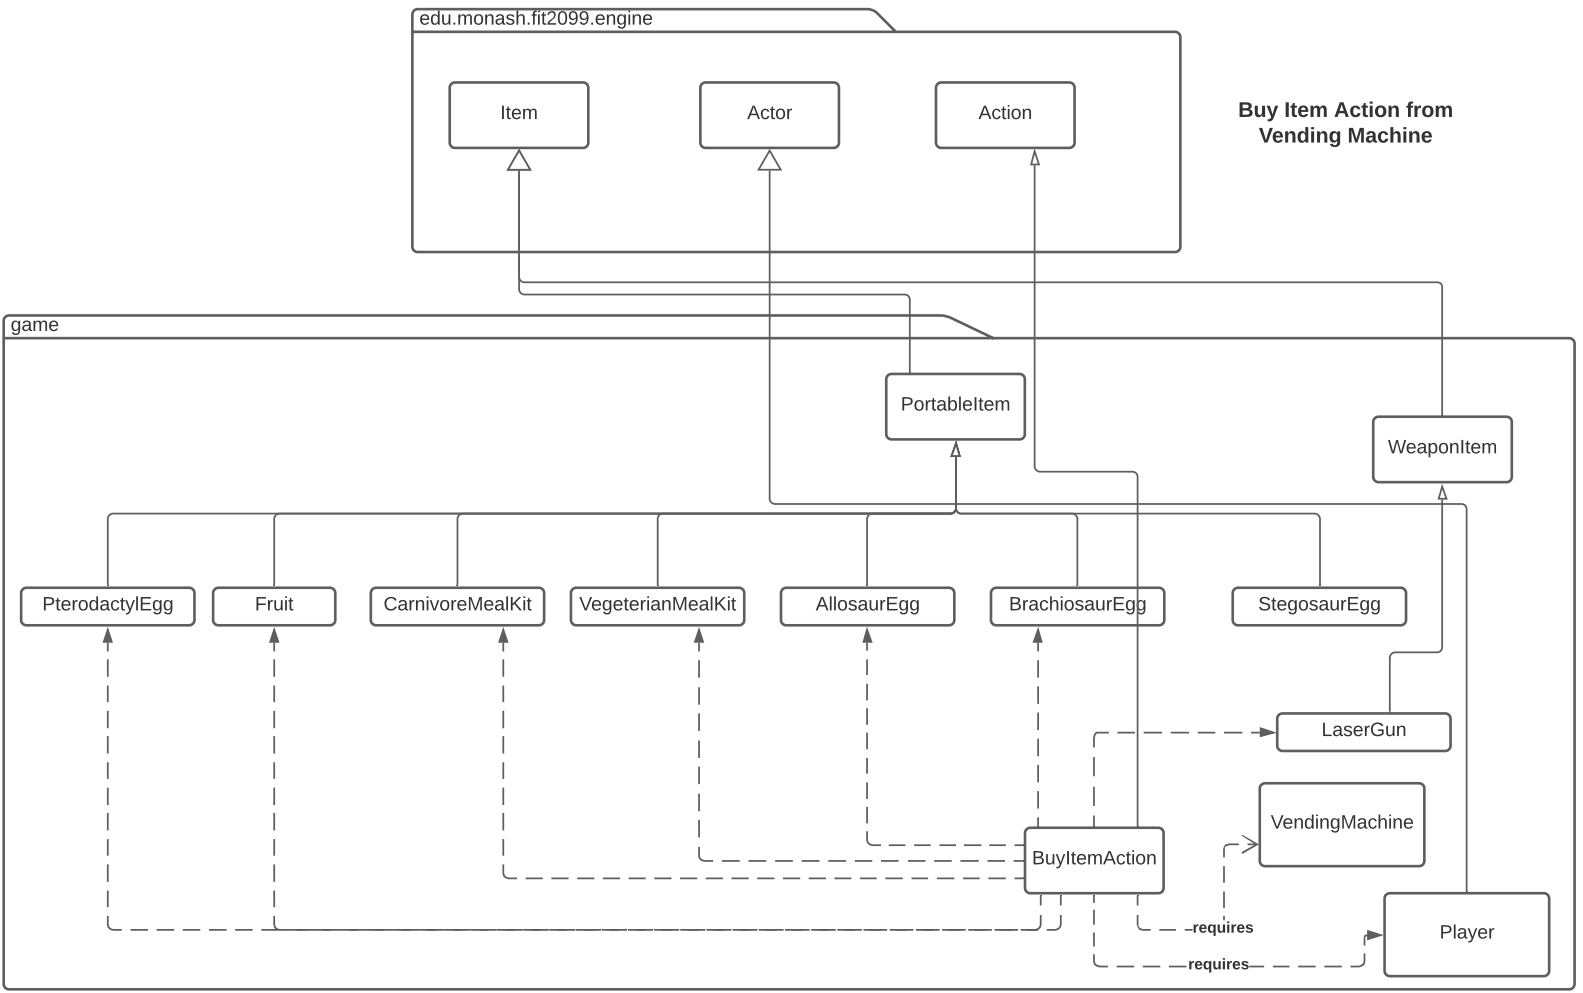 edu.monash.fit2099.engine
Item
Actor
Action
Buy Item Action from
Vending Machine
game
PortableItem
WeaponItem
PterodactylEgg
Fruit
CarnivoreMealKit
VegeterianMealKit
AllosaurEgg
BrachiosaurEgg
StegosaurEgg
LaserGun
VendingMachine
BuyItemAction
requires
Player
requires